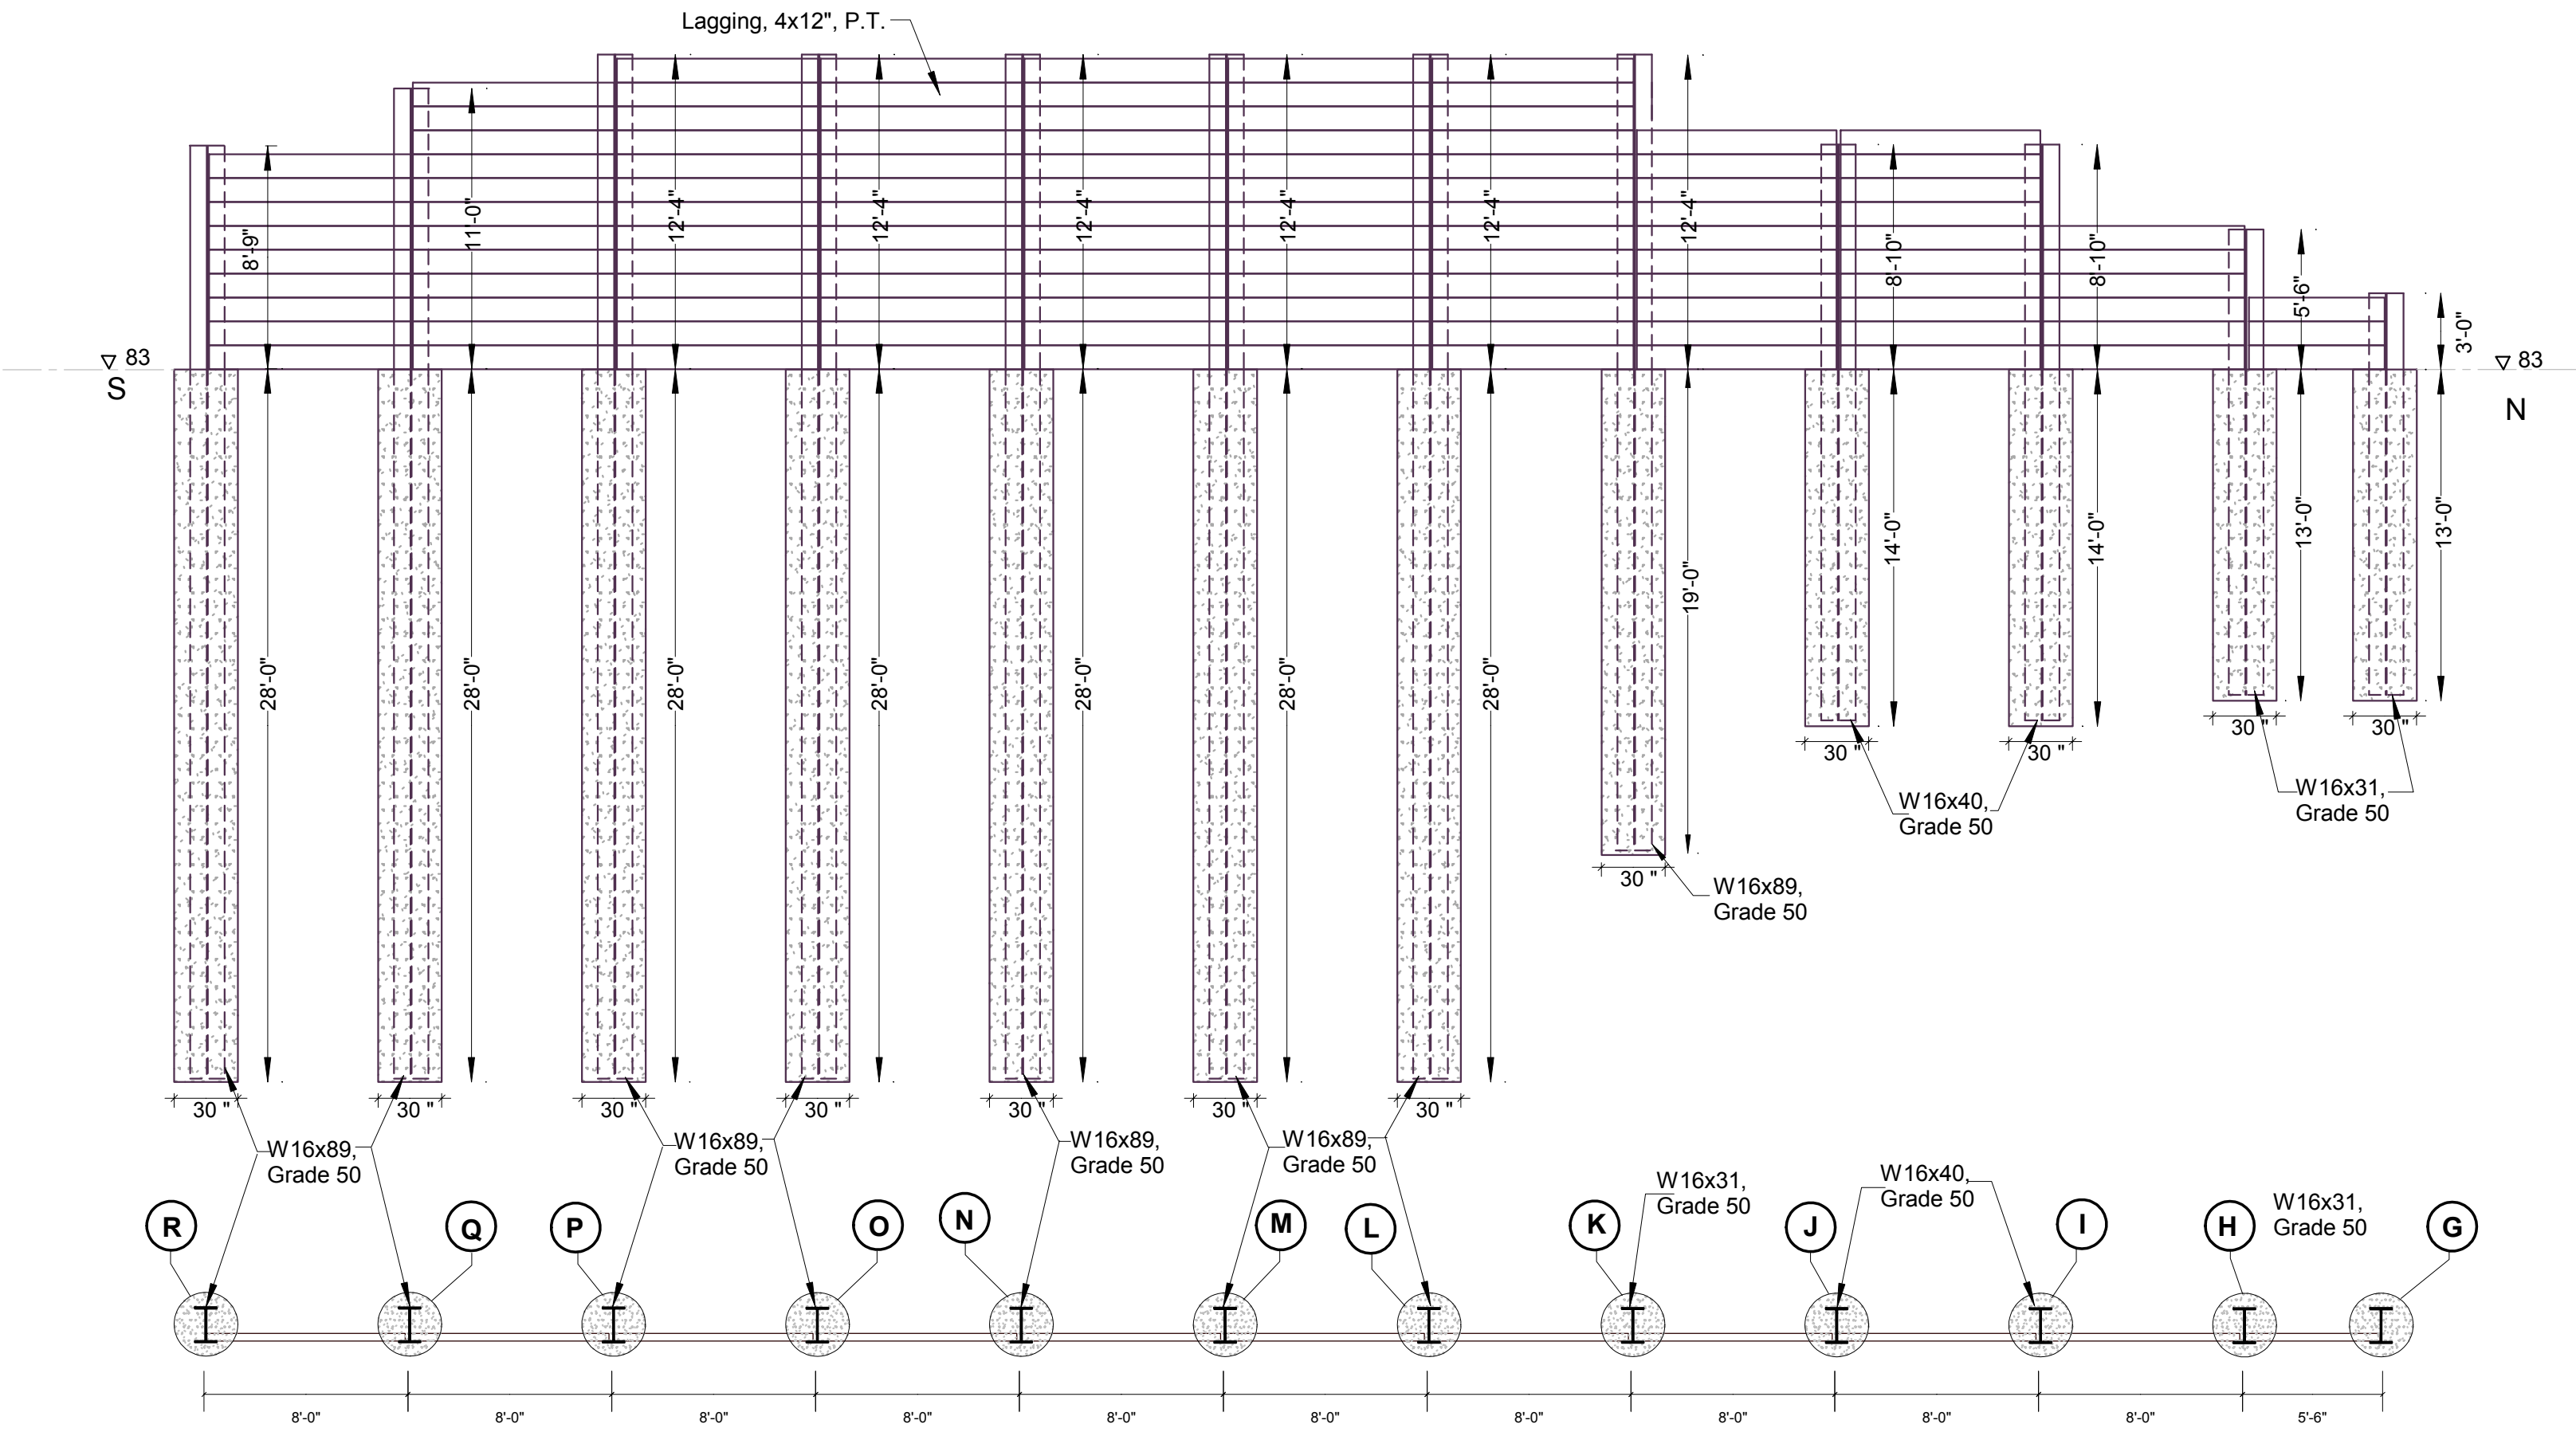 Lagging, 4x12", P.T.
8'-9"
11'-0"
12'-4"
12'-4"
12'-4"
12'-4"
12'-4"
12'-4"
8'-10"
8'-10"
5'-6"
3'-0"
83
S
83
N
28'-0"
28'-0"
28'-0"
28'-0"
28'-0"
28'-0"
28'-0"
19'-0"
14'-0"
14'-0"
13'-0"
13'-0"
30 "
30 "
30 "
30 "
W16x40,
Grade 50
W16x31,
Grade 50
30 "
W16x89,
Grade 50
30 "
30 "
30 "
30 "
30 "
30 "
30 "
W16x89,
Grade 50
W16x89,
Grade 50
W16x89,
Grade 50
W16x89,
Grade 50
W16x31,
Grade 50
W16x40,
Grade 50
W16x31,
Grade 50
R
Q
P
O
N
M
L
K
J
I
H
G
8'-0"
8'-0"
8'-0"
8'-0"
8'-0"
8'-0"
8'-0"
8'-0"
8'-0"
8'-0"
5'-6"